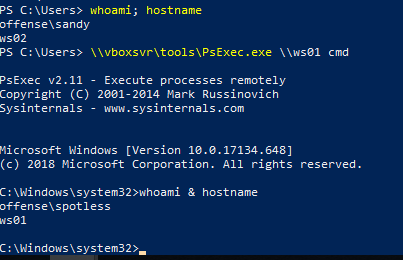 PS C:\Users> whoami; hostname
offense\sandy
ws02
PS C:\Users> \\vboxsvr\tools\PsExec.exe \\ws01 cmd
PsExec v2.11 - Execute processes remotely
Copyright (C) 2001-2014 Mark Russinovich
Sysinternals - www.sysinternals.com
Microsoft Windows [Version 10.0.17134.648]
(c) 2018 Microsoft Corporation. All rights reserved.
C:\Windows\system32>whoami & hostname
offense\spotless
ws01
C:\Windows\system32>